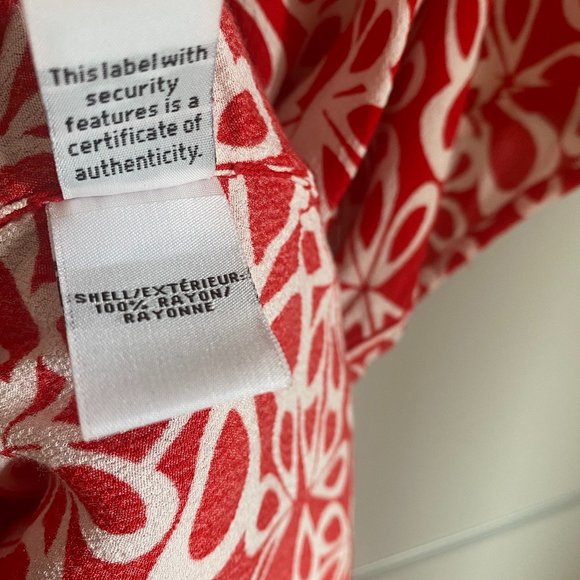 This label with
security
features is a
certificate of
authenticity.
SHELL/EXTÉRIEUR:
100% RAYON/
RAYONNE